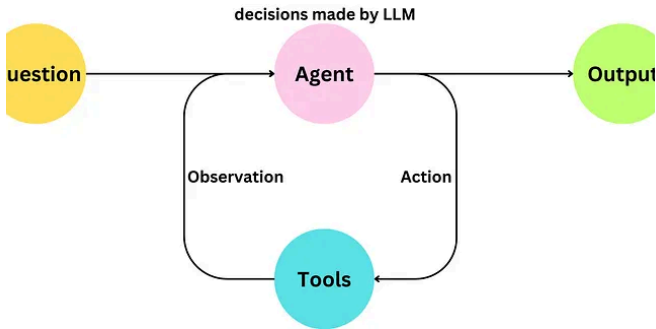 decisions made by LLM
uestion
Agent
Output
Observation
Action
Tools